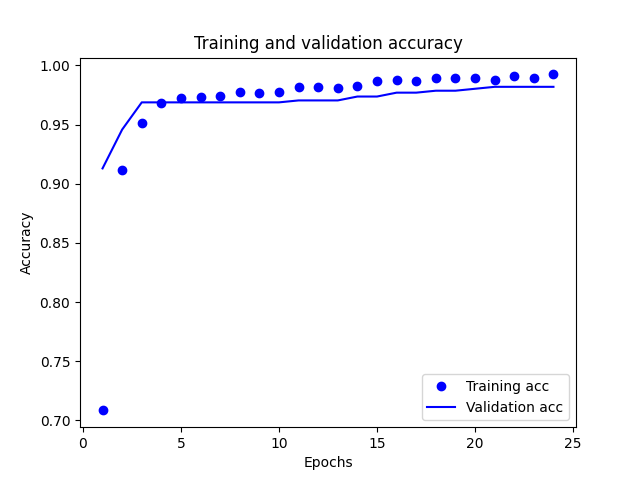 Training and validation accuracy
1.00
0.95
0.90
0.85
0.80
0.75
0.70
Accuracy
Training acc
Validation acc
0 5 10 15 20 25
Epochs